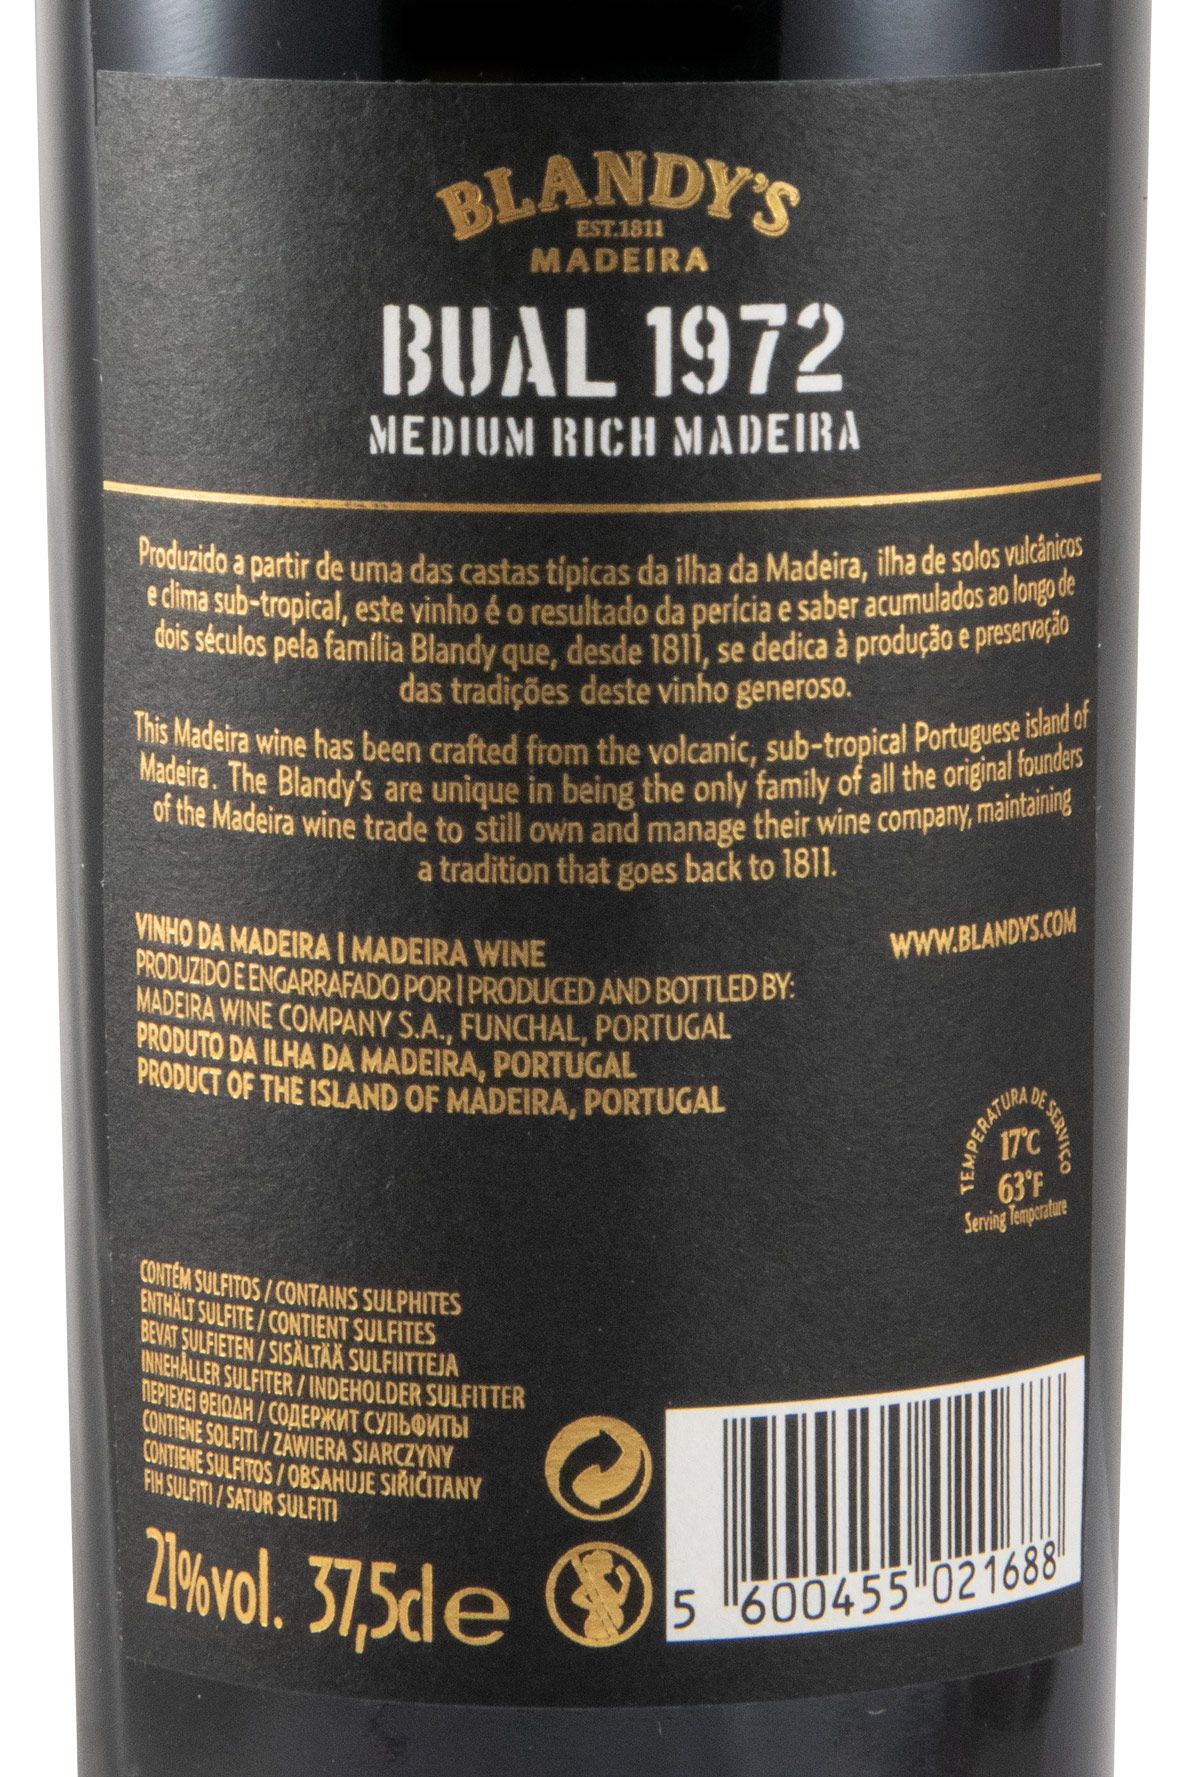 BLANDY'S
EST.1811
MADEIRA
BUAL 1972
MEDIUM RICH MADEIRA
Produzido a partir de uma das castas típicas da ilha da Madeira, ilha de solos vulcânicos
e clima sub-tropical, este vinho é o resultado da perícia e saber acumulados ao longo de
dois séculos pela família Blandy que, desde 1811, se dedica à produção e preservação
das tradições deste vinho generoso.
This Madeira wine has been crafted from the volcanic, sub-tropical Portuguese island of
Madeira. The Blandy's are unique in being the only family of all the original founders
of the Madeira wine trade to still own and manage their wine company, maintaining
a tradition that goes back to 1811.
VINHO DA MADEIRA | MADEIRA WINE
PRODUZIDO E ENGARRAFADO POR | PRODUCED AND BOTTLED BY:
MADEIRA WINE COMPANY S.A., FUNCHAL, PORTUGAL
PRODUTO DA ILHA DA MADEIRA, PORTUGAL
PRODUCT OF THE ISLAND OF MADEIRA, PORTUGAL
WWW.BLANDYS.COM
TEMPERATURA DE SERVIÇO
17°C
63°F
Serving Temperature
CONTÉM SULFITOS / CONTAINS SULPHITES
ENTHÄLT SULFITE / CONTIENT SULFITES
BEVAT SULFIETEN / SISÄLTÄÄ SULFIITTEJA
INNEHÅLLER SULFITER / INDEHOLDER SULFITTER
ΠΕΡΙΕΧΕΙ ΘΕΙΩΔΗ / СОДЕРЖИТ СУЛЬФИТЫ
CONTIENE SOLFITI / ZAWIERA SIARCZYNY
CONTIENE SULFITOS / OBSAHUJE SIŘIČITANY
FIH SULFITI / SATUR SULFITI
21%vol. 37,5cl e
5 600455 021688